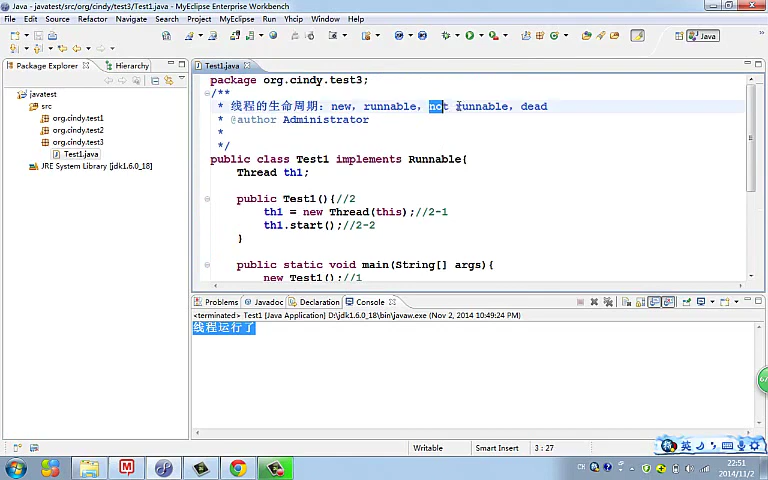 Java - javatest/src/org/cindy/test3/Test1.java - MyEclipse Enterprise Workbench
File Edit Source Refactor Navigate Search Project MyEclipse Run Yhcip Window Help
Java
Package Explorer Hierarchy
javatest
src
org.cindy.test1
org.cindy.test2
org.cindy.test3
Test1.java
JRE System Library [jdk1.6.0_18]
Test1.java
package org.cindy.test3;
/**
* 线程的生命周期：new，runnable，not runnable，dead
* @author Administrator
*
*/
public class Test1 implements Runnable{
Thread th1;
public Test1(){//2
th1 = new Thread(this);//2-1
th1.start();//2-2
}
public static void main(String[] args){
new Test1();//1
Problems Javadoc Declaration Console
<terminated> Test1 [Java Application] D:\jdk1.6.0_18\bin\javaw.exe (Nov 2, 2014 10:49:24 PM)
线程运行了
Writable Smart Insert 3 : 27
英
CH
22:51
2014/11/2